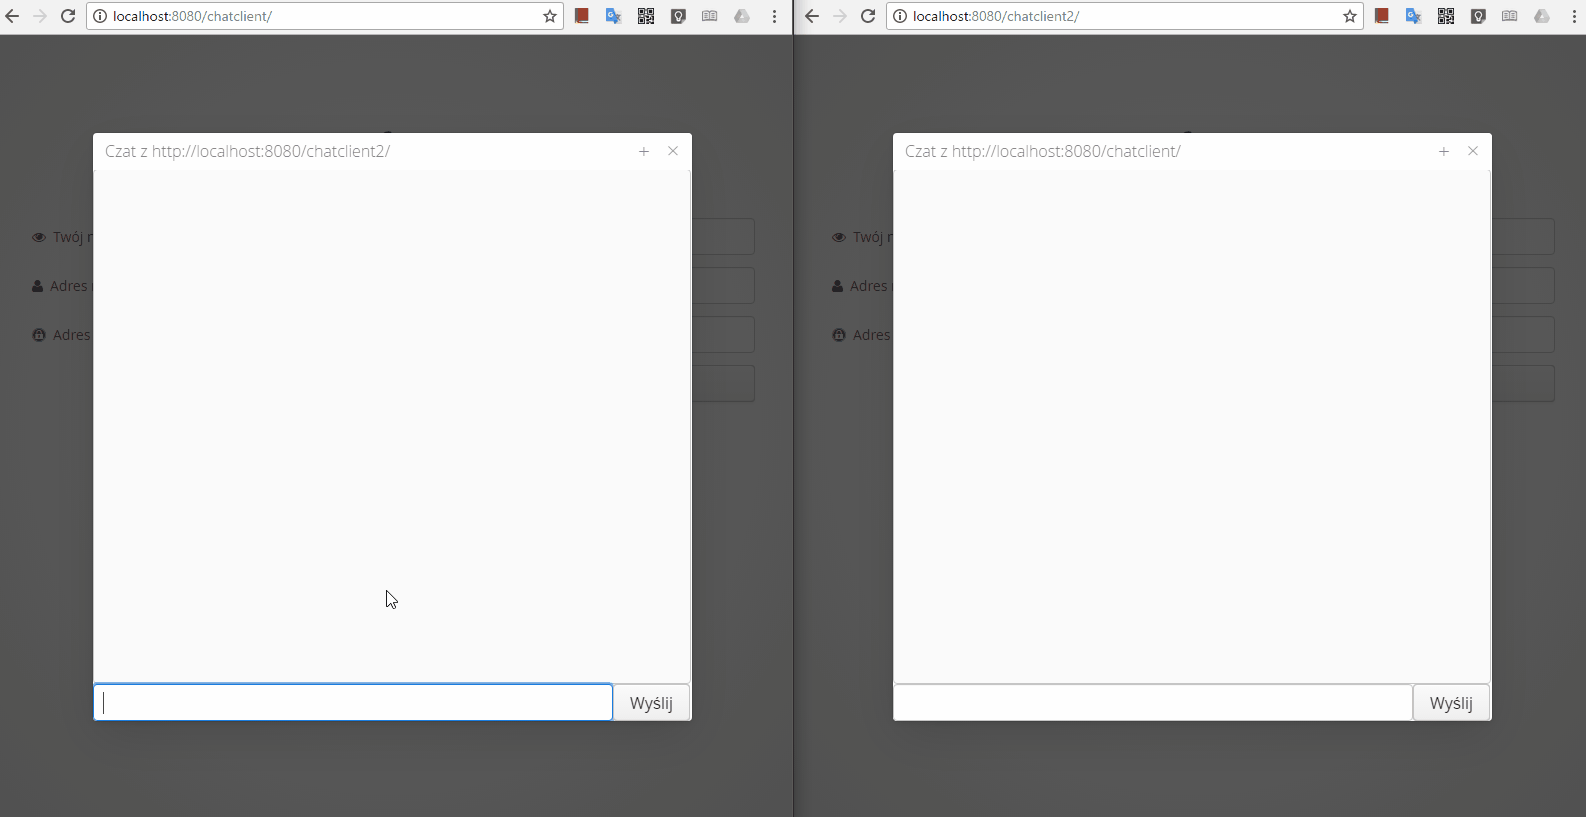 localhost:8080/chatclient/
Czat z http://localhost:8080/chatclient2/
Twój
Adres
Adres
Wyślij
localhost:8080/chatclient2/
Czat z http://localhost:8080/chatclient/
Twój
Adres
Adres
Wyślij